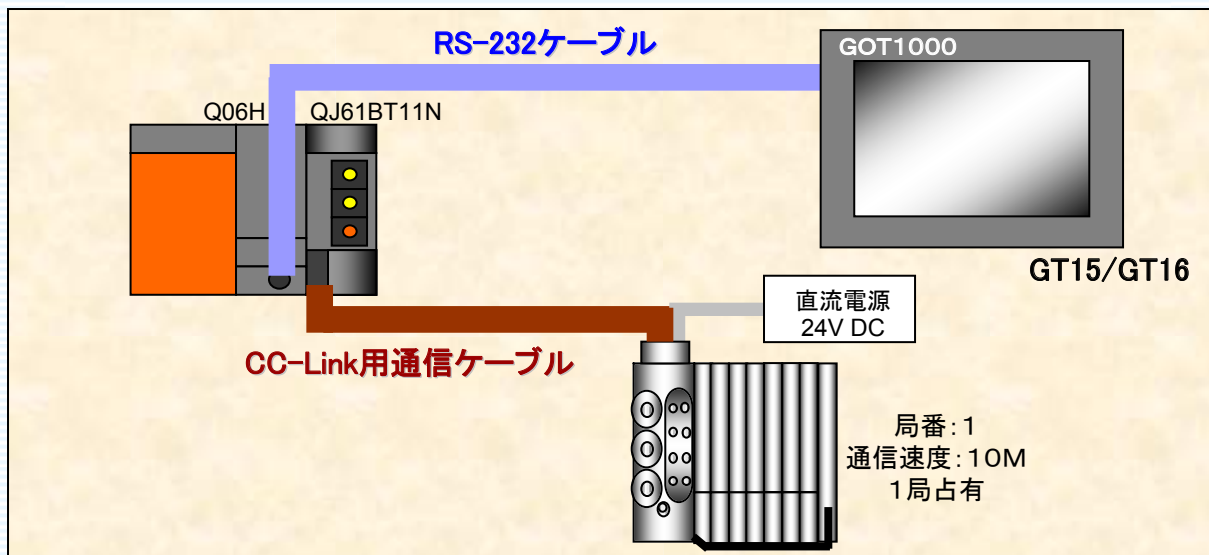 RS-232ケーブル
GOT1000
Q06H
QJ61BT11N
GT15/GT16
直流電源
24V DC
CC-Link用通信ケーブル
局番:1
通信速度:10M
1局占有